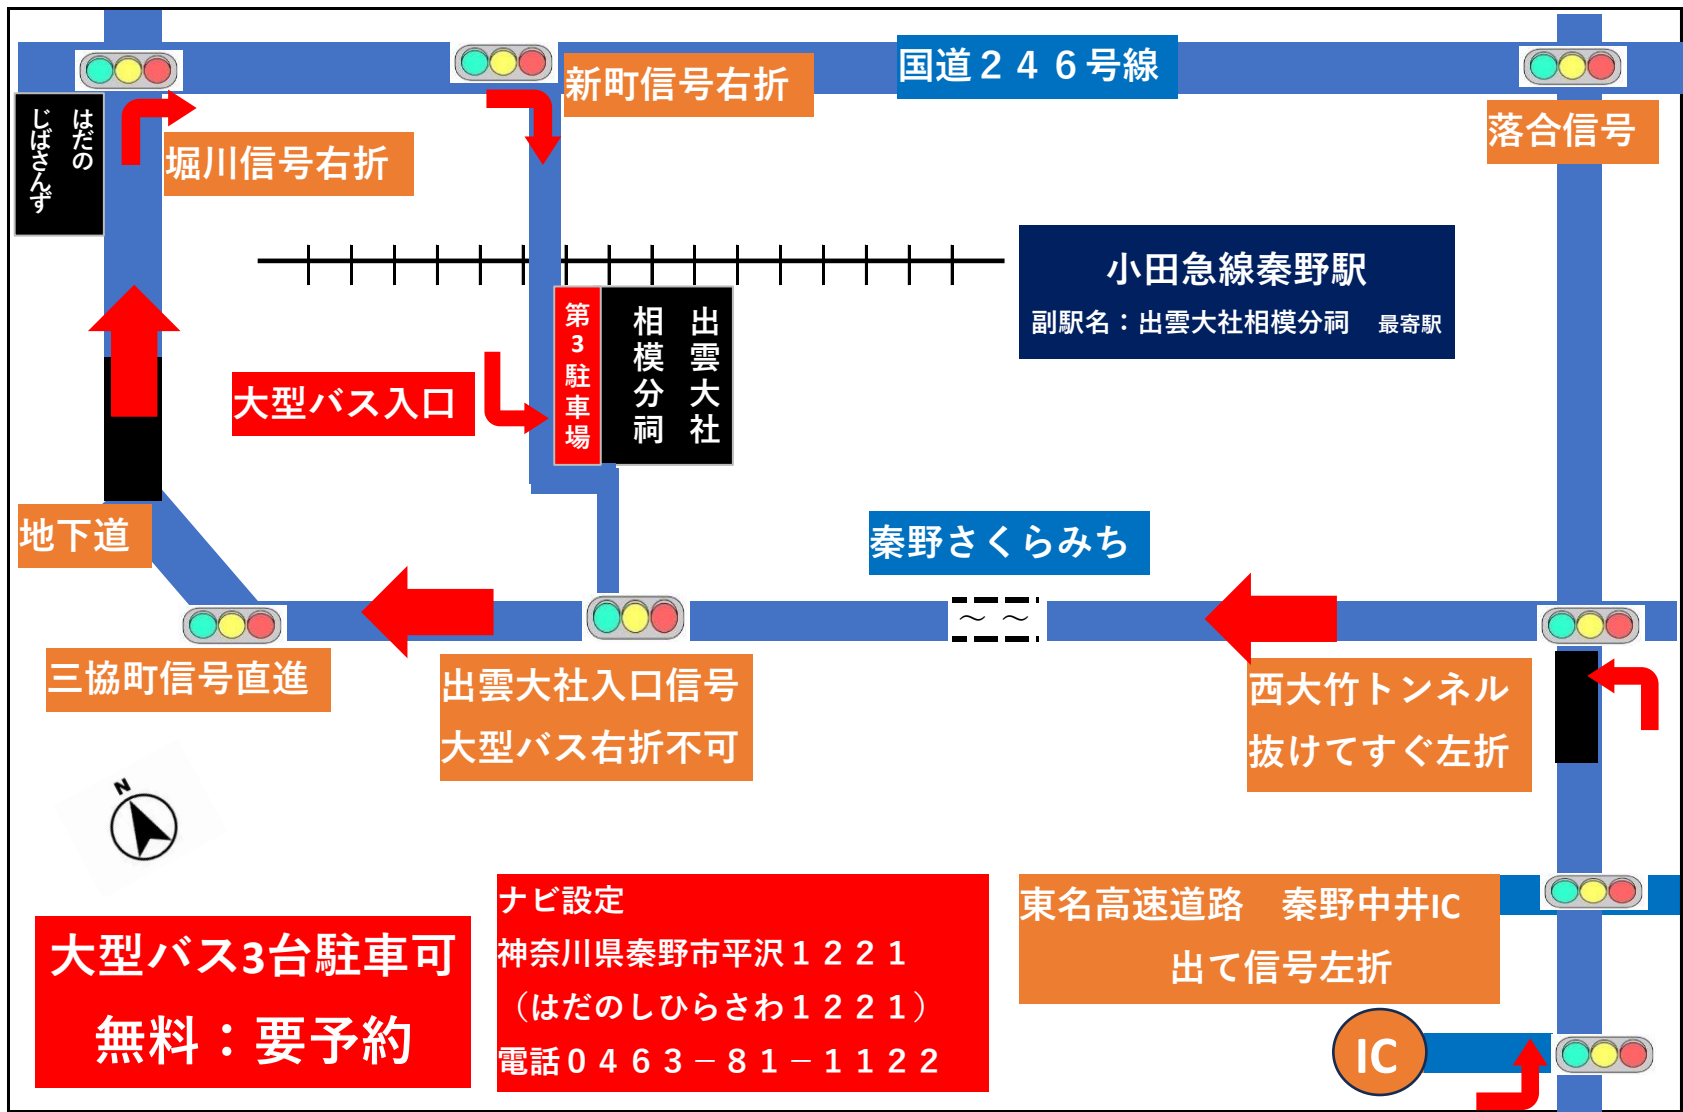 新町信号右折
国道２４６号線
はだの
じばさんず
堀川信号右折
落合信号
小田急線秦野駅
副駅名：出雲大社相模分祠　最寄駅
第3駐車場
出雲大社
相模分祠
大型バス入口
地下道
秦野さくらみち
～ ～
三協町信号直進
出雲大社入口信号
大型バス右折不可
西大竹トンネル
抜けてすぐ左折
N
東名高速道路　秦野中井IC
出て信号左折
ナビ設定
神奈川県秦野市平沢１２２１
（はだのしひらさわ１２２１）
電話０４６３－８１－１１２２
大型バス3台駐車可
無料：要予約
IC